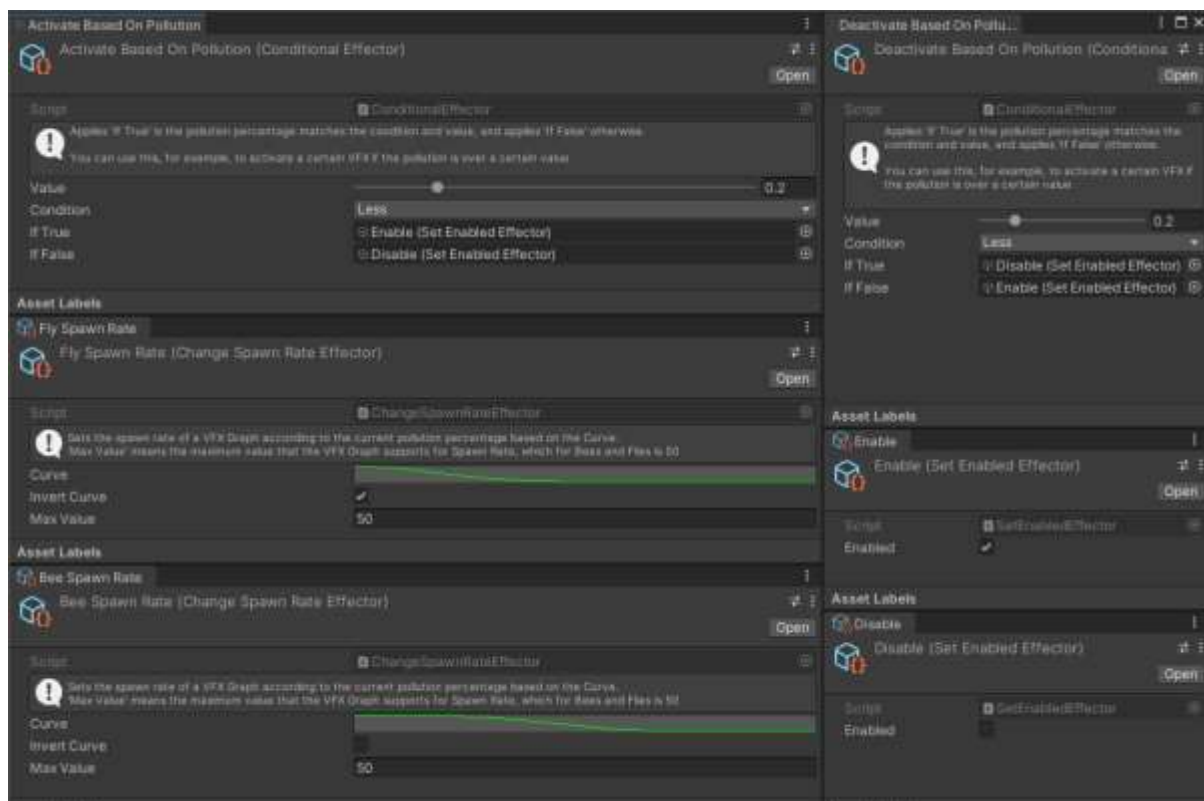 Activate Based On Pollution
Activate Based On Pollution (Conditional Effector)
Open
Script ConditionalEffector
Applies 'If True' is the pollution percentage matches the condition and value, and applies 'If False' otherwise.
You can use this, for example, to activate a certain VFX if the pollution is over a certain value
Value 0.2
Condition Less
If True Enable (Set Enabled Effector)
If False Disable (Set Enabled Effector)
Asset Labels
Fly Spawn Rate
Fly Spawn Rate (Change Spawn Rate Effector)
Open
Script ChangeSpawnRateEffector
Sets the spawn rate of a VFX Graph according to the current pollution percentage based on the Curve.
'Max Value' means the maximum value that the VFX Graph supports for Spawn Rate, which for Bees and Flies is 50
Curve
Invert Curve
Max Value 50
Asset Labels
Bee Spawn Rate
Bee Spawn Rate (Change Spawn Rate Effector)
Open
Script ChangeSpawnRateEffector
Sets the spawn rate of a VFX Graph according to the current pollution percentage based on the Curve.
'Max Value' means the maximum value that the VFX Graph supports for Spawn Rate, which for Bees and Flies is 50
Curve
Invert Curve
Max Value 50
Deactivate Based On Pollu...
Deactivate Based On Pollution (Conditiona
Open
Script ConditionalEffector
Applies 'If True' is the pollution percentage matches the
condition and value, and applies 'If False' otherwise.
You can use this, for example, to activate a certain VFX if
the pollution is over a certain value
Value 0.2
Condition Less
If True Disable (Set Enabled Effector)
If False Enable (Set Enabled Effector)
Asset Labels
Enable
Enable (Set Enabled Effector)
Open
Script SetEnabledEffector
Enabled
Asset Labels
Disable
Disable (Set Enabled Effector)
Open
Script SetEnabledEffector
Enabled